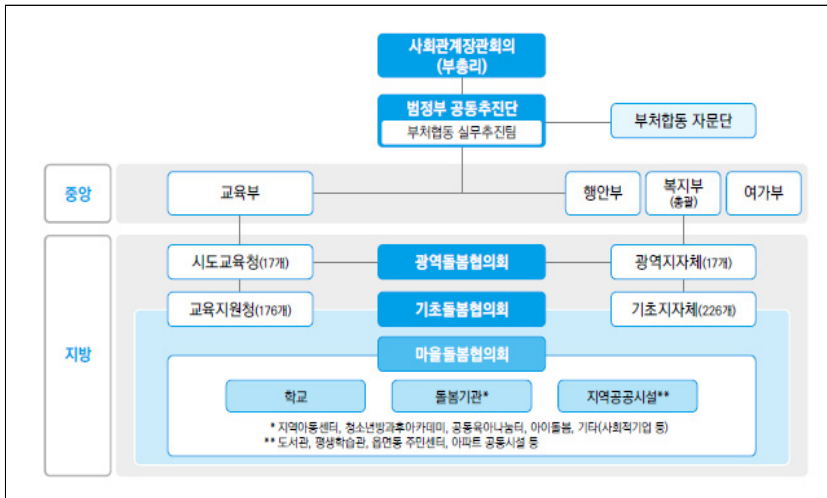 사회관계장관회의
(부총리)
범정부 공동추진단
부처협동 실무추진팀
부처합동 자문단
중앙
교육부
행안부
복지부
(총괄)
여가부
지방
시도교육청(17개)
광역돌봄협의회
광역지자체(17개)
교육지원청(176개)
기초돌봄협의회
기초지자체(226개)
마을돌봄협의회
학교
돌봄기관*
지역공공시설**
* 지역아동센터, 청소년방과후아카데미, 공동육아나눔터, 아이돌봄, 기타(사회적기업 등)
** 도서관, 평생학습관, 읍면동 주민센터, 아파트 공동시설 등